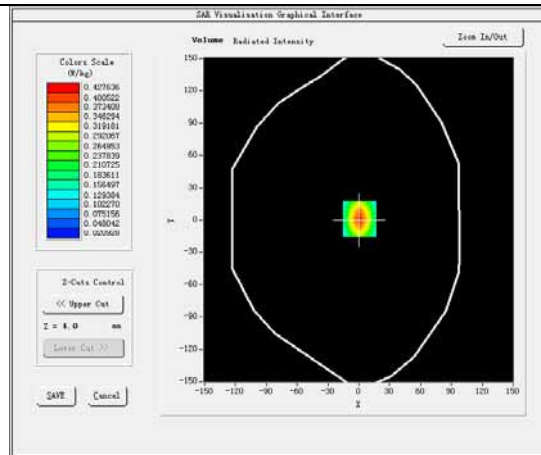 SAR Visualisation Graphical Interface
Volume Radiated Intensity
Zoom In/Out
Colors Scale
(W/kg)
0.427636
0.400522
0.373408
0.346294
0.319181
0.292067
0.264953
0.237839
0.210725
0.183611
0.156497
0.129384
0.102270
0.075156
0.048042
0.020928
Z-Cuts Control
<< Upper Cut
Z = 4.0 mm
Lower Cut >>
SAVE Cancel
150
120
90
60
30
0
-30
-60
-90
-120
-150
Y
-150 -120 -90 -60 -30 0 30 60 90 120 150
X